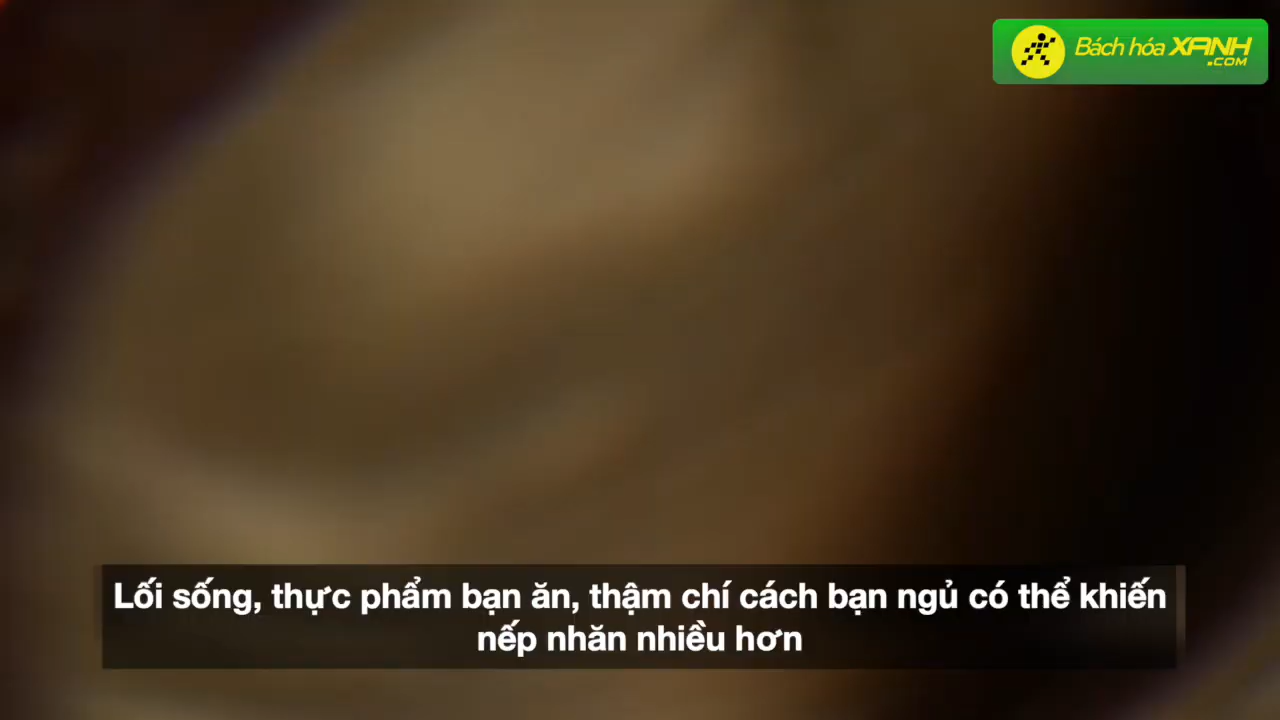 Bách hóa XANH
.COM
Lối sống, thực phẩm bạn ăn, thậm chí cách bạn ngủ có thể khiến
nếp nhăn nhiều hơn